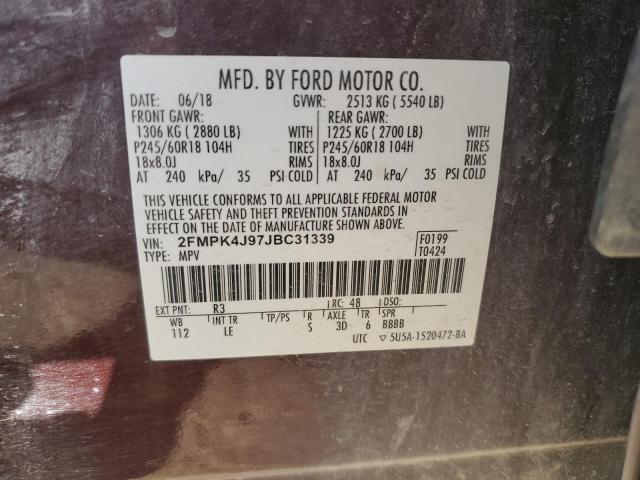 MFD. BY FORD MOTOR CO.
DATE: 06/18 GVWR: 2513 KG ( 5540 LB)
FRONT GAWR: REAR GAWR:
1306 KG ( 2880 LB) WITH 1225 KG ( 2700 LB) WITH
P245/60R18 104H TIRES P245/60R18 104H TIRES
18x8.0J RIMS 18x8.0J RIMS
AT 240 kPa/ 35 PSI COLD AT 240 kPa/ 35 PSI COLD
THIS VEHICLE CONFORMS TO ALL APPLICABLE FEDERAL MOTOR
VEHICLE SAFETY AND THEFT PREVENTION STANDARDS IN EFFECT
ON THE DATE OF MANUFACTURE SHOWN ABOVE.
VIN: 2FMPK4J97JBC31339 F0199
TYPE: MPV T0424
EXT PNT: R3 RC: 48 DSO:
WB INT TR TP/PS R AXLE TR SPR
112 LE S 3D 6 BBBB
UTC ▽ 5U5A-1520472-BA